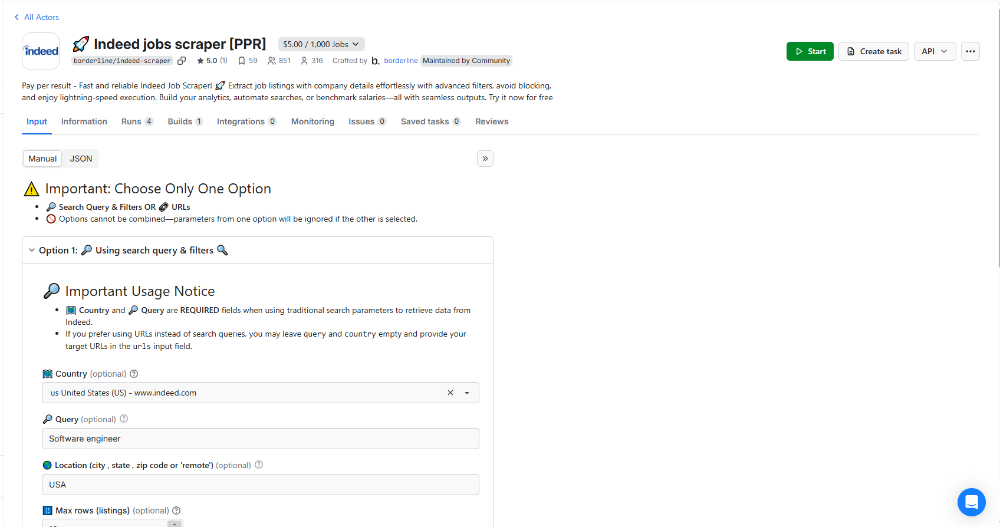 All Actors
indeed
Indeed jobs scraper [PPR]
$5.00 / 1,000 Jobs
borderline/indeed-scraper
5.0 (1)
59
851
316
Crafted by
b.
borderline
Maintained by Community
Start
Create task
API
Pay per result - Fast and reliable Indeed Job Scraper! 🚀 Extract job listings with company details effortlessly with advanced filters, avoid blocking,
and enjoy lightning-speed execution. Build your analytics, automate searches, or benchmark salaries—all with seamless outputs. Try it now for free
Input
Information
Runs 4
Builds 1
Integrations 0
Monitoring
Issues 0
Saved tasks 0
Reviews
Manual
JSON
Important: Choose Only One Option
Search Query & Filters OR 🔗 URLs
Options cannot be combined—parameters from one option will be ignored if the other is selected.
Option 1: 🔎 Using search query & filters 🔍
Important Usage Notice
Country and 🔎 Query are REQUIRED fields when using traditional search parameters to retrieve data from
Indeed.
If you prefer using URLs instead of search queries, you may leave query and country empty and provide your
target URLs in the urls input field.
Country (optional)
us United States (US) - www.indeed.com
Query (optional)
Software engineer
Location (city , state , zip code or 'remote') (optional)
USA
Max rows (listings) (optional)